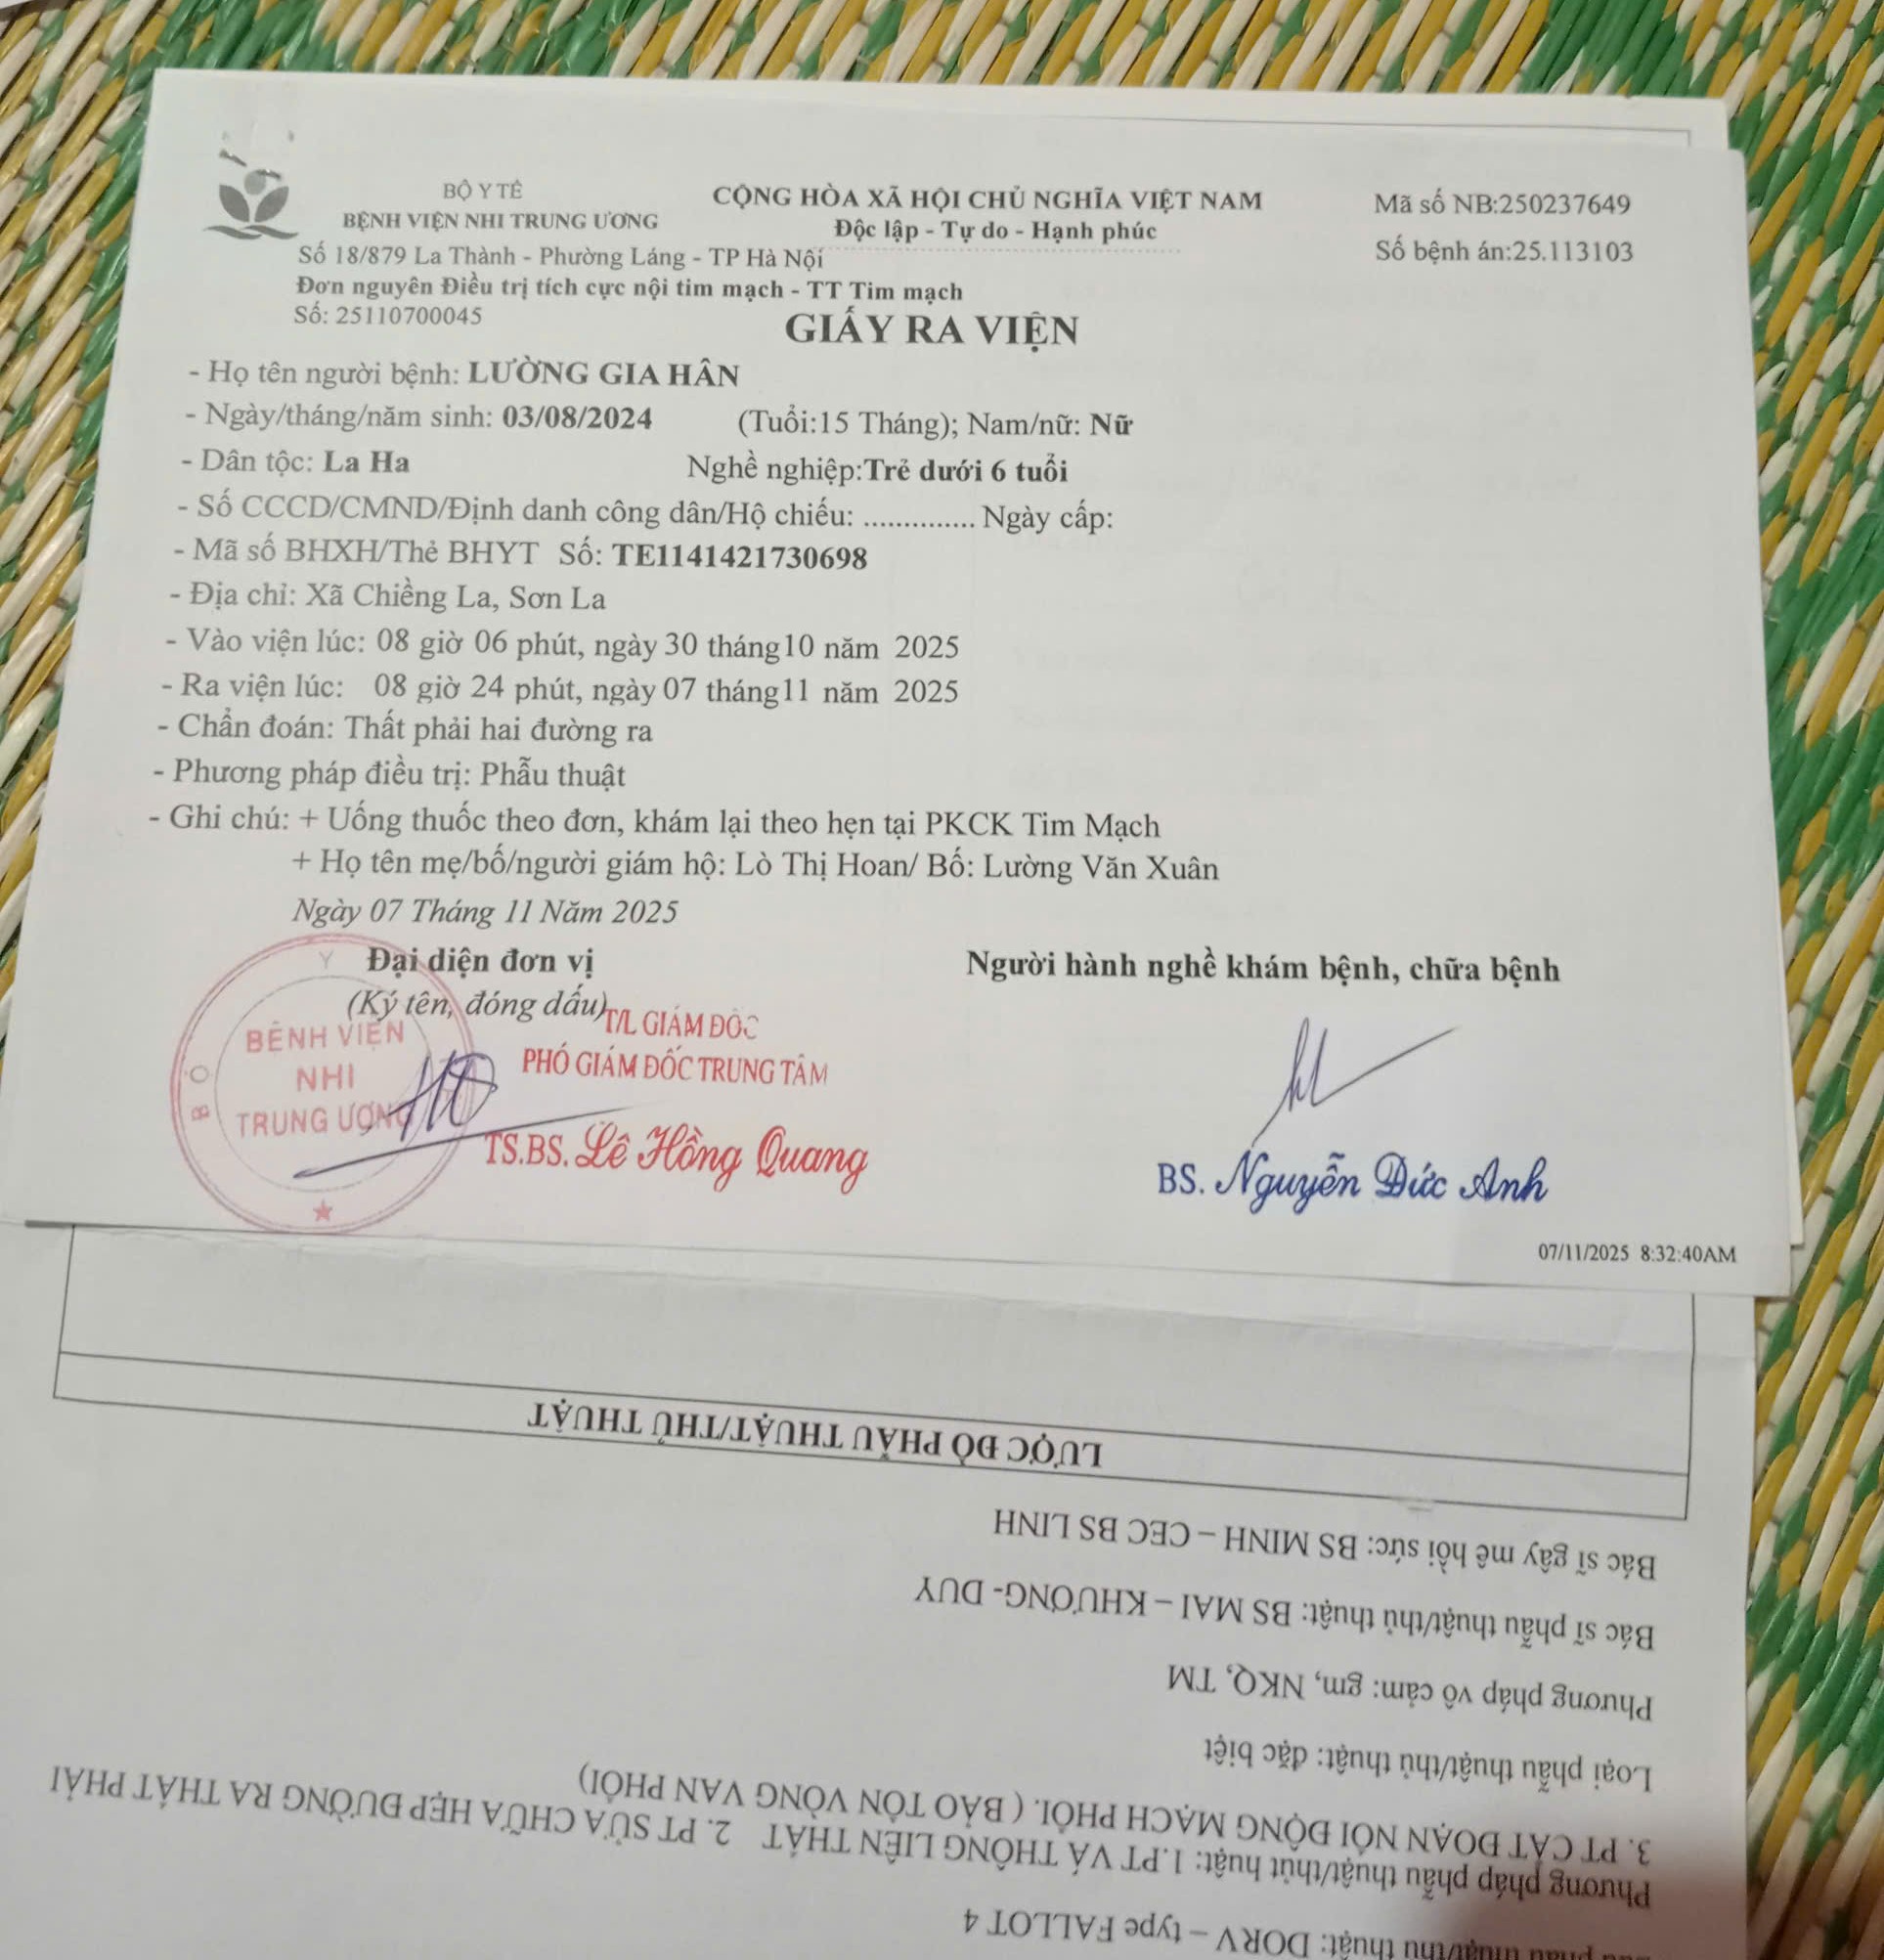 BỘ Y TẾ
BỆNH VIỆN NHI TRUNG ƯƠNG
Số 18/879 La Thành - Phường Láng - TP Hà Nội
Đơn nguyên Điều trị tích cực nội tim mạch - TT Tim mạch
Số: 25110700045
CỘNG HÒA XÃ HỘI CHỦ NGHĨA VIỆT NAM
Độc lập - Tự do - Hạnh phúc
Mã số NB:250237649
Số bệnh án:25.113103
GIẤY RA VIỆN
- Họ tên người bệnh: LƯỜNG GIA HÂN
- Ngày/tháng/năm sinh: 03/08/2024 (Tuổi:15 Tháng); Nam/nữ: Nữ
- Dân tộc: La Ha Nghề nghiệp:Trẻ dưới 6 tuổi
- Số CCCD/CMND/Định danh công dân/Hộ chiếu: .............. Ngày cấp:
- Mã số BHXH/Thẻ BHYT Số: TE1141421730698
- Địa chỉ: Xã Chiềng La, Sơn La
- Vào viện lúc: 08 giờ 06 phút, ngày 30 tháng10 năm 2025
- Ra viện lúc: 08 giờ 24 phút, ngày 07 tháng11 năm 2025
- Chẩn đoán: Thất phải hai đường ra
- Phương pháp điều trị: Phẫu thuật
- Ghi chú: + Uống thuốc theo đơn, khám lại theo hẹn tại PKCK Tim Mạch
+ Họ tên mẹ/bố/người giám hộ: Lò Thị Hoan/ Bố: Lường Văn Xuân
Ngày 07 Tháng 11 Năm 2025
Đại diện đơn vị
(Ký tên, đóng dấu)
T/L GIÁM ĐỐC
PHÓ GIÁM ĐỐC TRUNG TÂM
BỘ Y
BỆNH VIỆN
NHI
TRUNG ƯƠNG
TS.BS. Lê Hồng Quang
Người hành nghề khám bệnh, chữa bệnh
BS. Nguyễn Đức Anh
07/11/2025 8:32:40AM
phẫu thuật/thủ thuật: DORV – type FALLOT 4
Phương pháp phẫu thuật/thủt huật: 1.PT VÁ THÔNG LIÊN THẤT 2. PT SỬA CHỮA HẸP ĐƯỜNG RA THẤT PHẢI
3. PT CẮT ĐOẠN NỐI ĐỘNG MẠCH PHỔI. ( BẢO TỒN VÒNG VAN PHỔI)
Loại phẫu thuật/thủ thuật: đặc biệt
Phương pháp vô cảm: gm, NKQ, TM
Bác sĩ phẫu thuật/thủ thuật: BS MAI – KHƯƠNG- DUY
Bác sĩ gây mê hồi sức: BS MINH – CEC BS LINH
LƯỢC ĐỒ PHẪU THUẬT/THỦ THUẬT